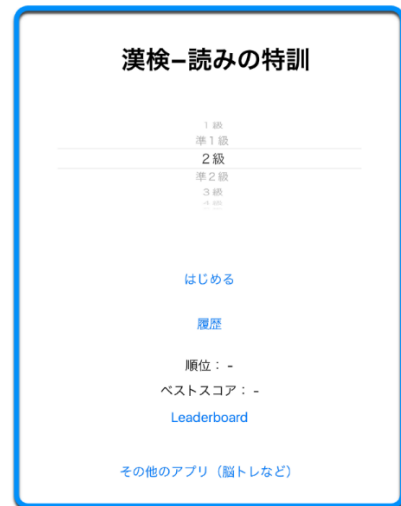 漢検–読みの特訓
1級
準1級
2級
準2級
3級
はじめる
履歴
順位： -
ベストスコア： -
Leaderboard
その他のアプリ（脳トレなど）